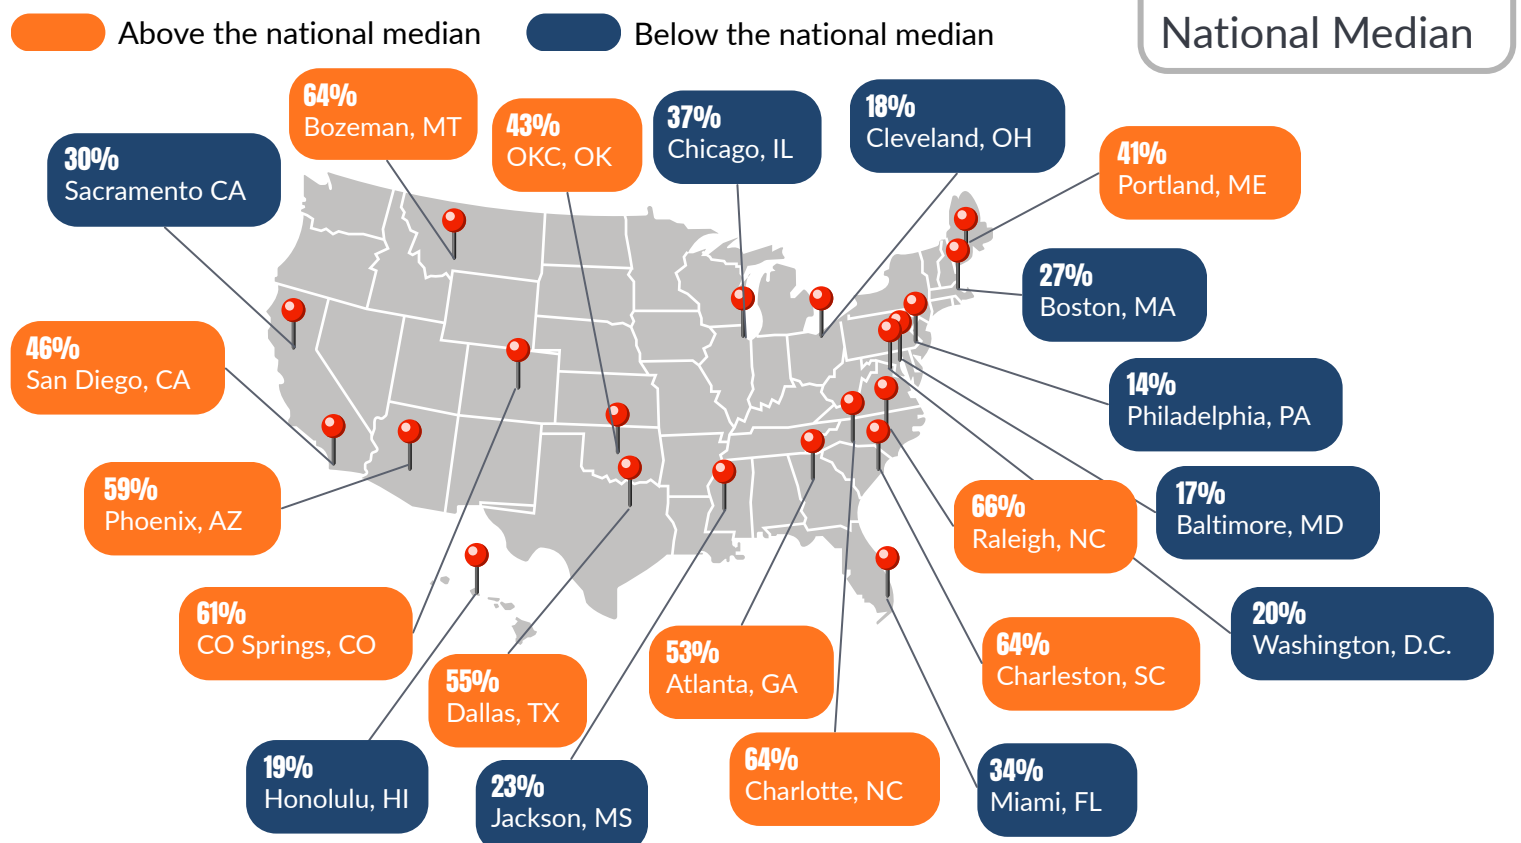 Above the national median
Below the national median
National Median
64%
Bozeman, MT
43%
OKC, OK
37%
Chicago, IL
18%
Cleveland, OH
41%
Portland, ME
30%
Sacramento CA
27%
Boston, MA
46%
San Diego, CA
14%
Philadelphia, PA
59%
Phoenix, AZ
66%
Raleigh, NC
17%
Baltimore, MD
61%
CO Springs, CO
20%
Washington, D.C.
53%
Atlanta, GA
64%
Charleston, SC
55%
Dallas, TX
64%
Charlotte, NC
19%
Honolulu, HI
34%
Miami, FL
23%
Jackson, MS